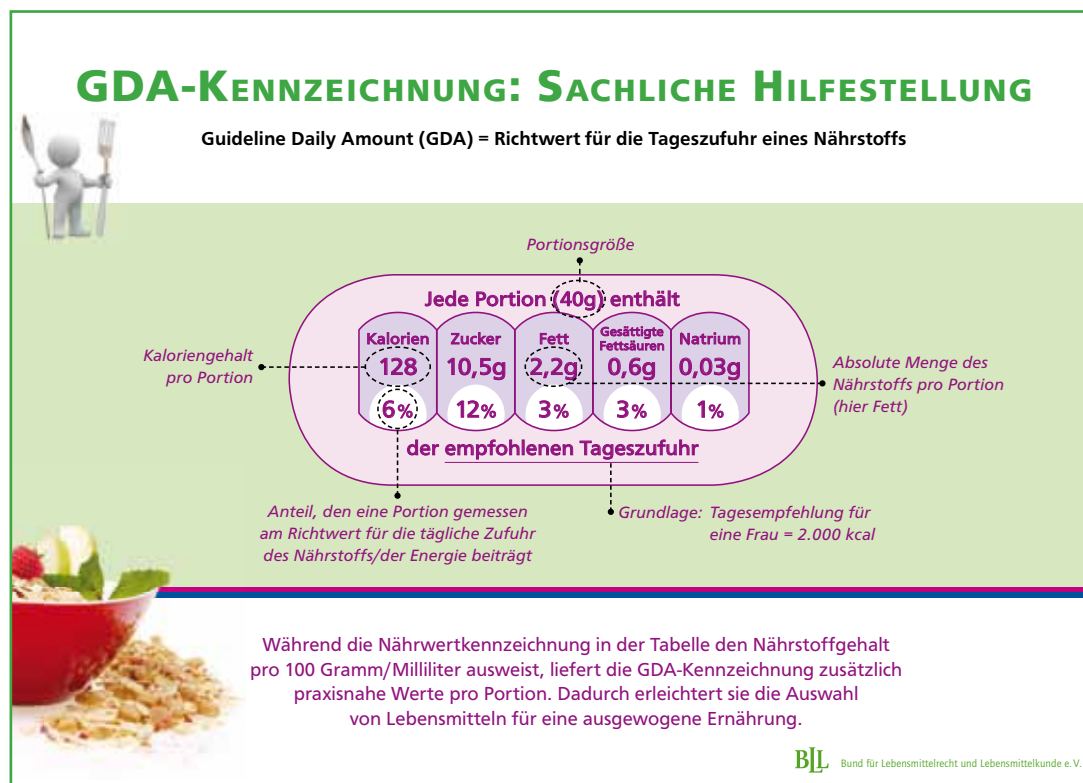 GDA-Kennzeichnung: Sachliche Hilfestellung
Guideline Daily Amount (GDA) = Richtwert für die Tageszufuhr eines Nährstoffs
Portionsgröße
Jede Portion (40g) enthält
Kalorien Zucker Fett Gesättigte Fettsäuren Natrium
128 10,5g 2,2g 0,6g 0,03g
6% 12% 3% 3% 1%
der empfohlenen Tageszufuhr
Kaloriengehalt
pro Portion
Absolute Menge des
Nährstoffs pro Portion
(hier Fett)
Anteil, den eine Portion gemessen
am Richtwert für die tägliche Zufuhr
des Nährstoffs/der Energie beiträgt
Grundlage: Tagesempfehlung für
eine Frau = 2.000 kcal
Während die Nährwertkennzeichnung in der Tabelle den Nährstoffgehalt
pro 100 Gramm/Milliliter ausweist, liefert die GDA-Kennzeichnung zusätzlich
praxisnahe Werte pro Portion. Dadurch erleichtert sie die Auswahl
von Lebensmitteln für eine ausgewogene Ernährung.
BLL Bund für Lebensmittelrecht und Lebensmittelkunde e.V.